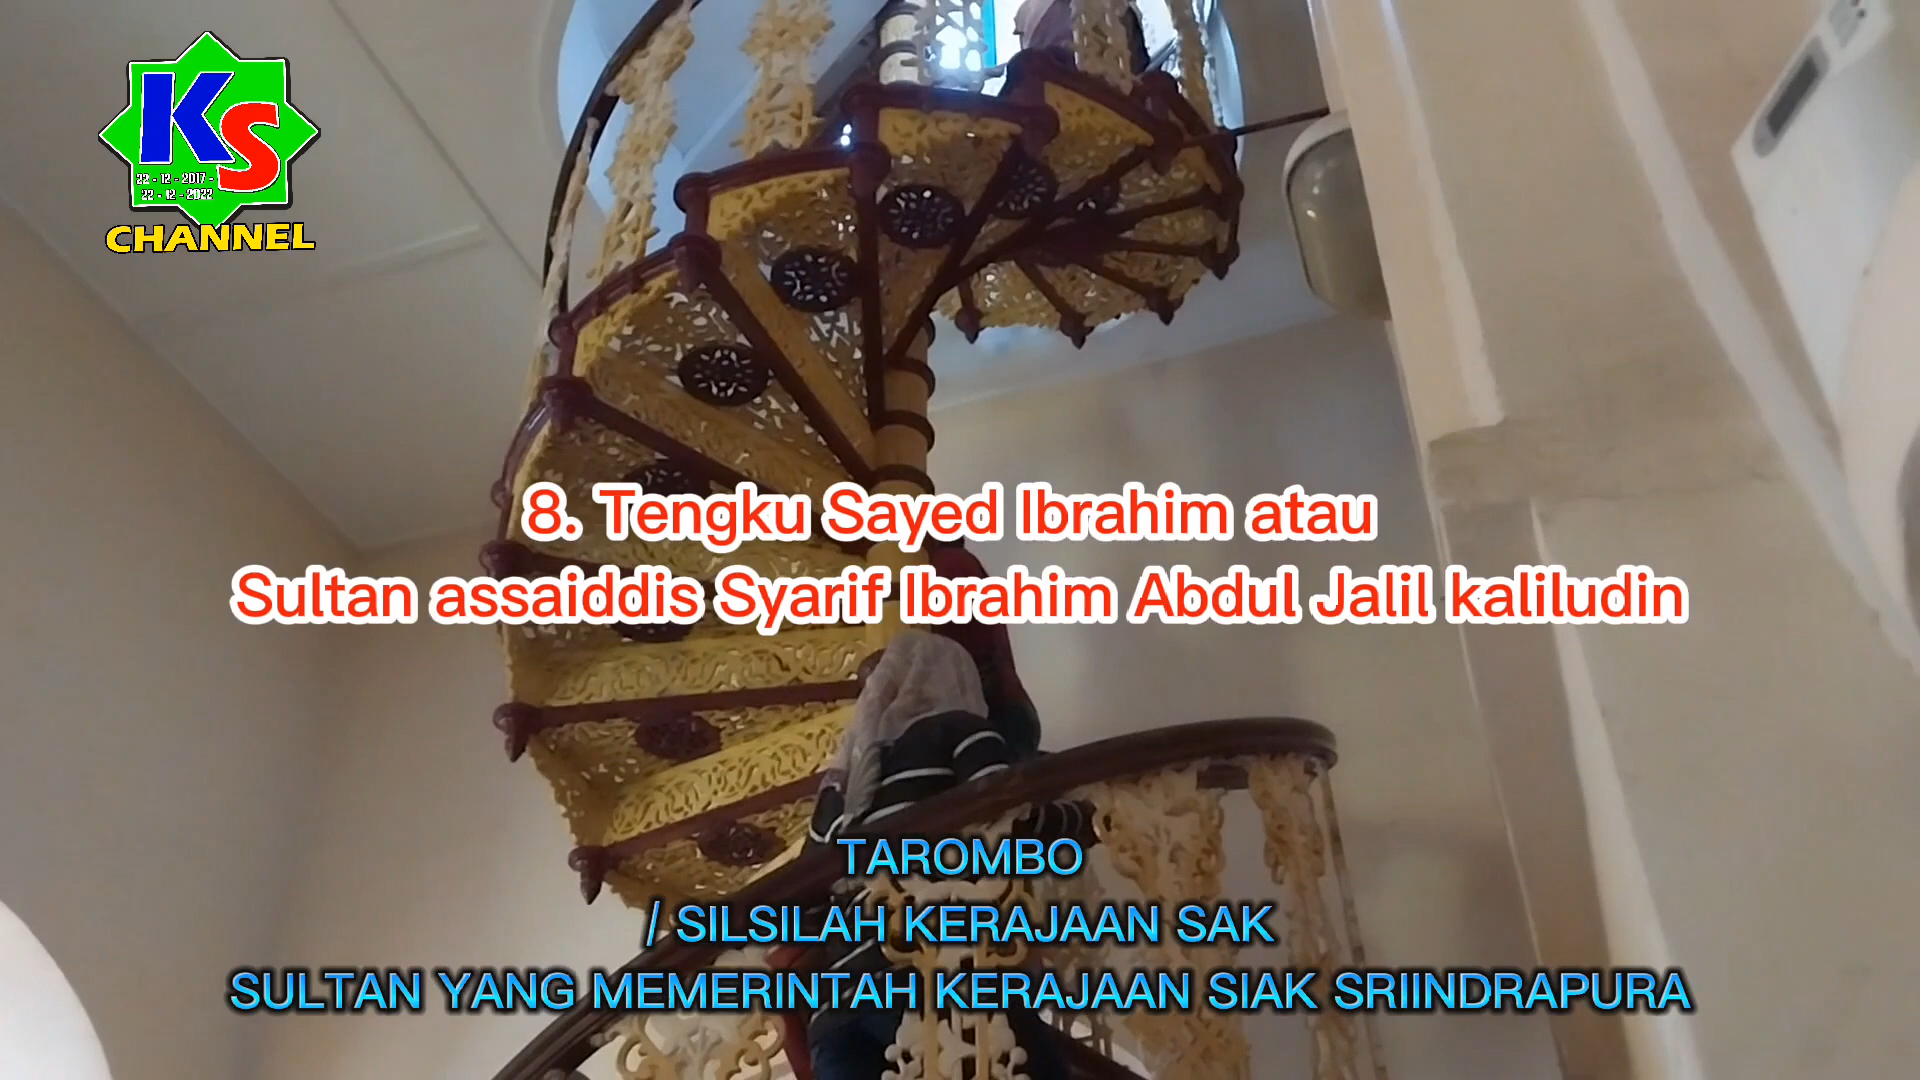 KS
22 - 12 - 2017 -
22 - 12 - 2022
CHANNEL
8. Tengku Sayed Ibrahim atau
Sultan assaiddis Syarif Ibrahim Abdul Jalil kaliludin
TAROMBO
/ SILSILAH KERAJAAN SAK
SULTAN YANG MEMERINTAH KERAJAAN SIAK SRIINDRAPURA